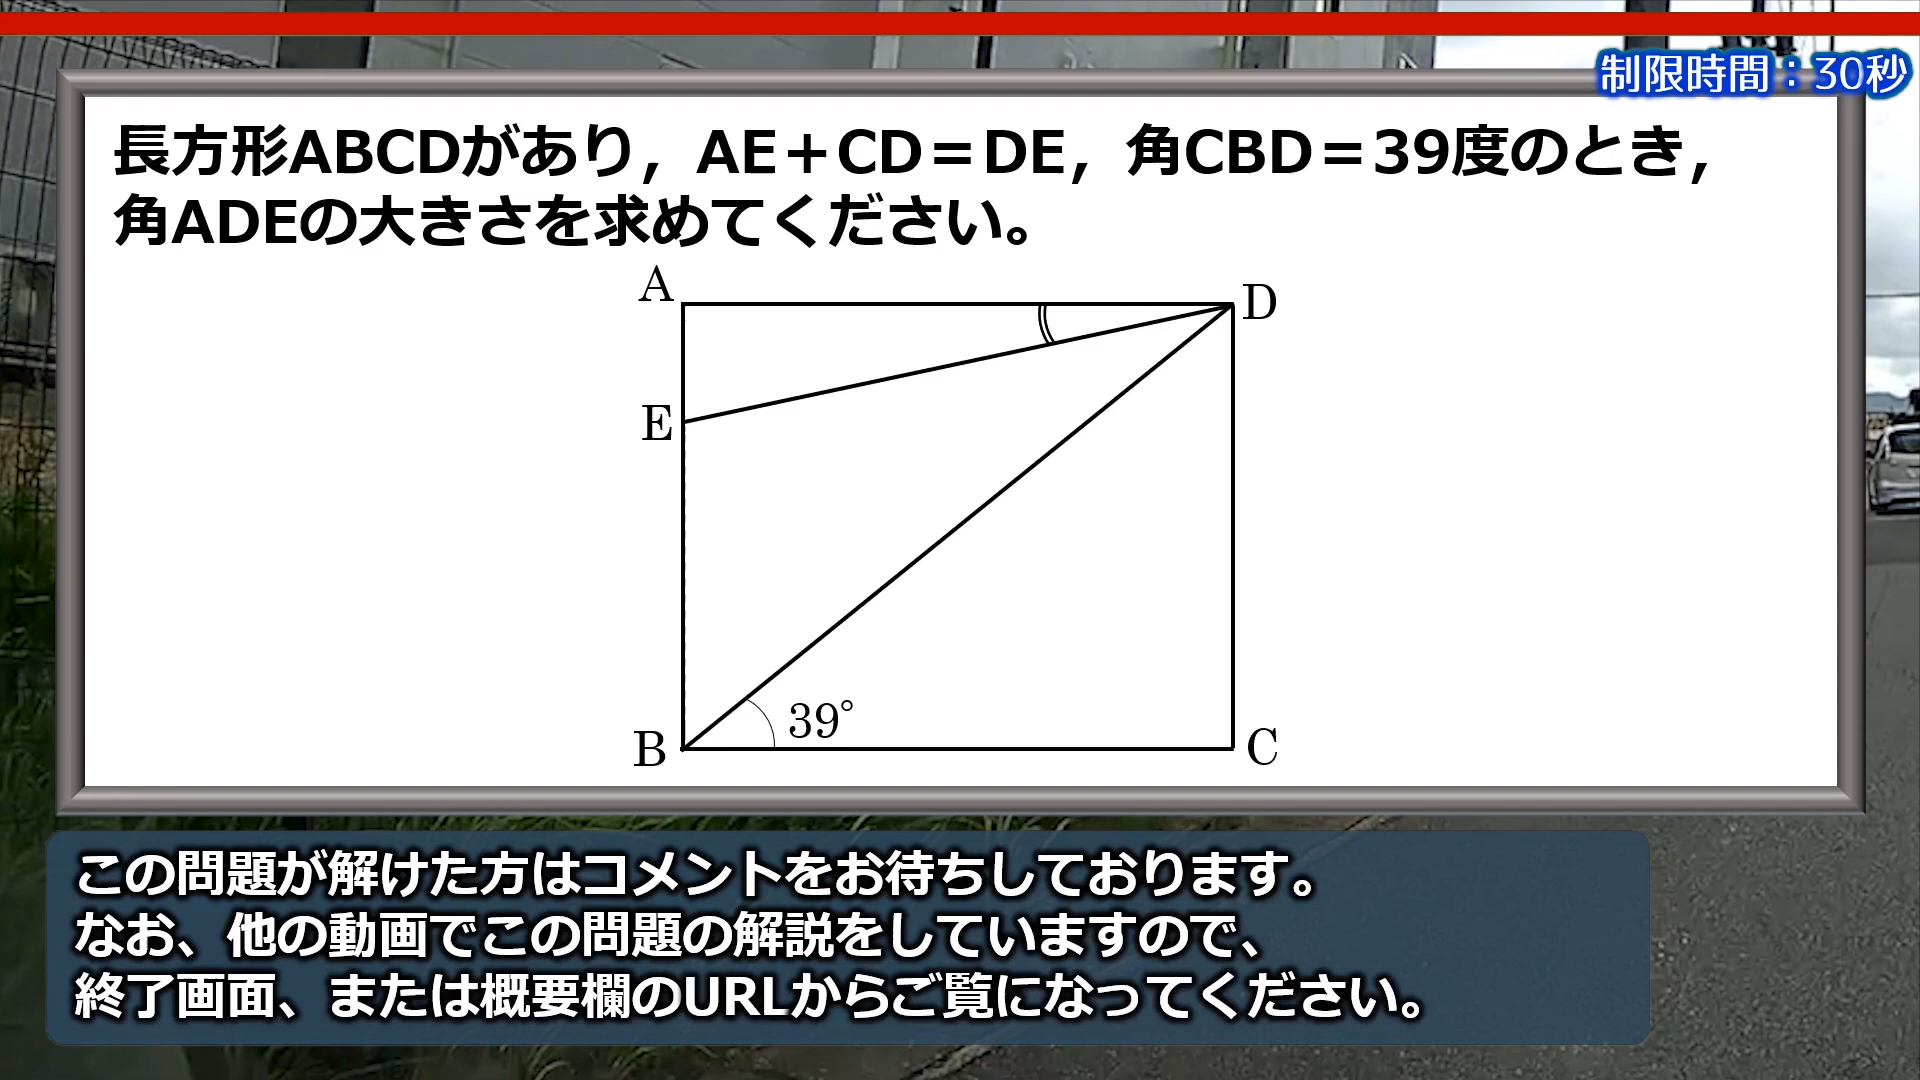 制限時間：30秒
長方形ABCDがあり，AE＋CD＝DE，角CBD＝39度のとき，
角ADEの大きさを求めてください。
A
D
E
39°
B
C
この問題が解けた方はコメントをお待ちしております。
なお、他の動画でこの問題の解説をしていますので、
終了画面、または概要欄のURLからご覧になってください。